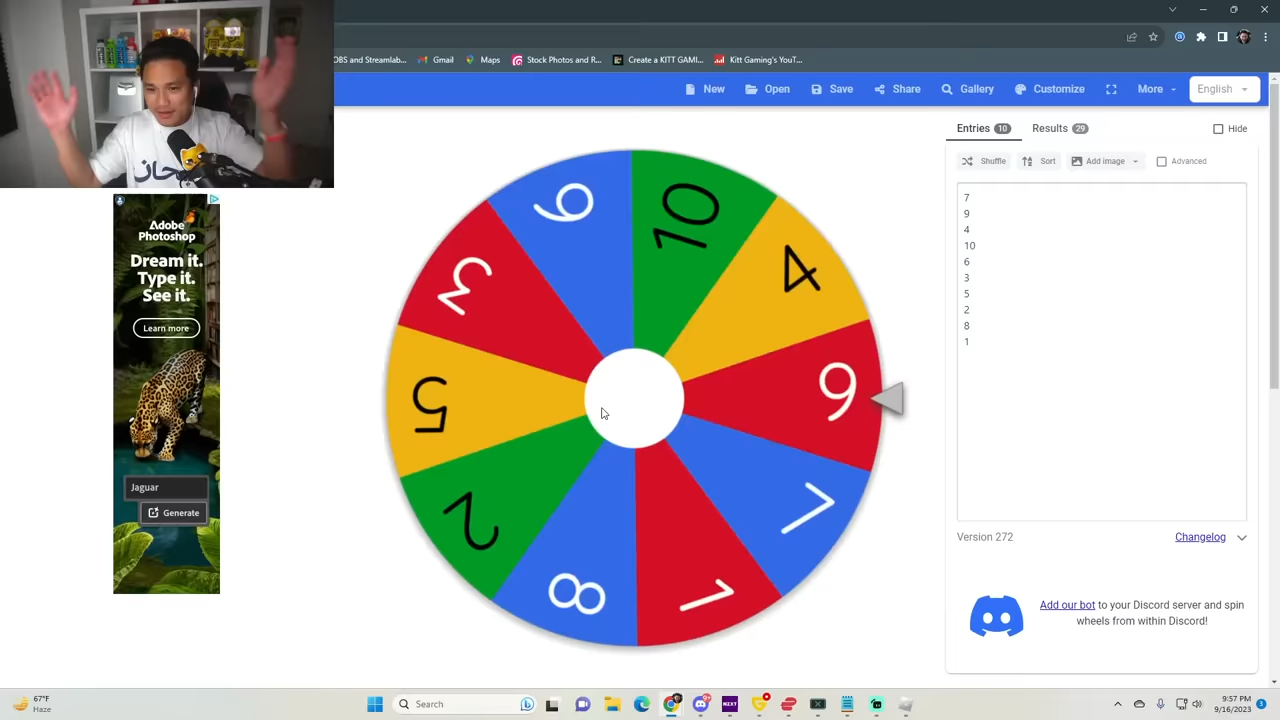 OBS and Streamlab...
Gmail
Maps
Stock Photos and R...
Create a KITT GAMI...
Kitt Gaming's YouT...
New
Open
Save
Share
Gallery
Customize
More
English
Entries 10
Results 29
Hide
Shuffle
Sort
Add image
Advanced
7
9
4
10
6
3
5
2
8
1
Version 272
Changelog
Add our bot to your Discord server and spin
wheels from within Discord!
Adobe
Photoshop
Dream it.
Type it.
See it.
Learn more
Jaguar
Generate
10
4
9
7
1
8
2
5
3
6
67°F
Haze
Search
NZXT
9:57 PM
9/16/2023